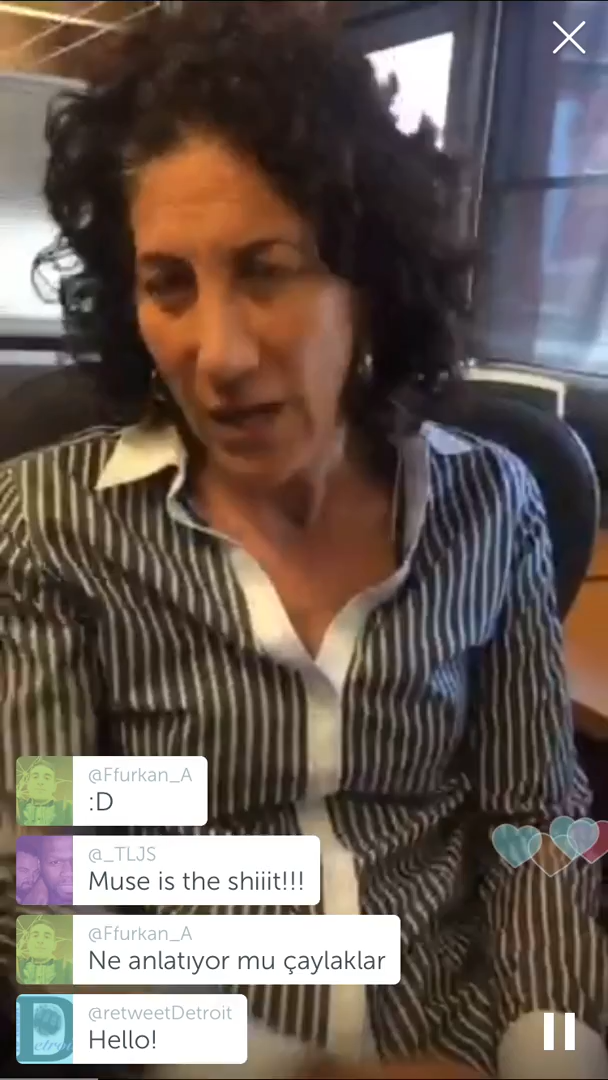 @Ffurkan_A
:D
@_TLJS
Muse is the shiiit!!!
@Ffurkan_A
Ne anlatıyor mu çaylaklar
@retweetDetroit
Hello!
D